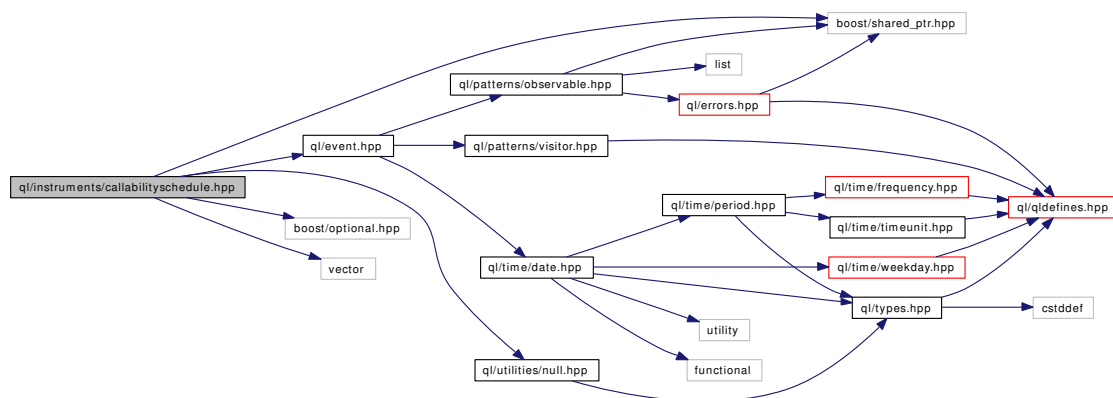 boost/shared_ptr.hpp
list
ql/patterns/observable.hpp
ql/errors.hpp
ql/event.hpp
ql/patterns/visitor.hpp
ql/instruments/callabilityschedule.hpp
ql/time/frequency.hpp
ql/time/period.hpp
ql/qldefines.hpp
boost/optional.hpp
ql/time/timeunit.hpp
vector
ql/time/date.hpp
ql/time/weekday.hpp
ql/types.hpp
cstddef
utility
ql/utilities/null.hpp
functional